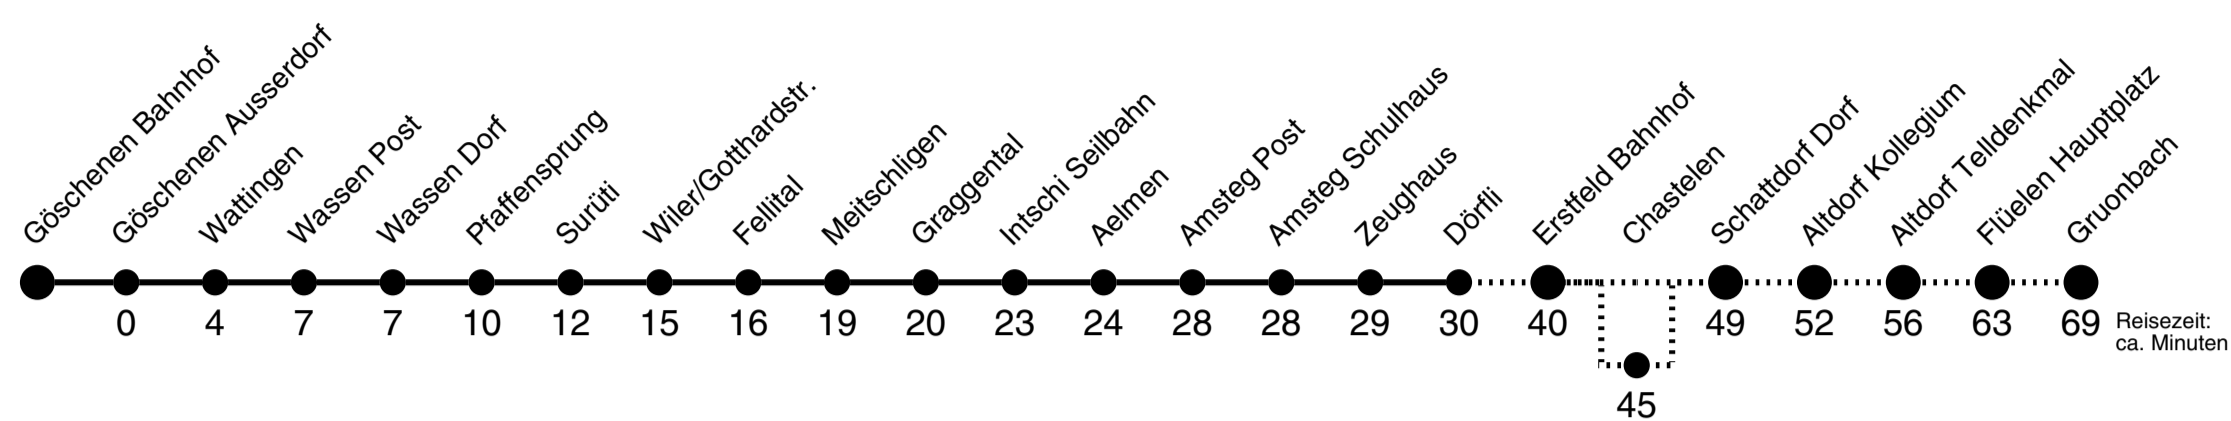 Göschenen Bahnhof
Göschenen Ausserdorf
Wattingen
Wassen Post
Wassen Dorf
Pfaffensprung
Surüti
Wiler/Gotthardstr.
Fellital
Meitschligen
Graggental
Intschi Seilbahn
Aelmen
Amsteg Post
Amsteg Schulhaus
Zeughaus
Dörfli
Erstfeld Bahnhof
Chastelen
Schattdorf Dorf
Altdorf Kollegium
Altdorf Telldenkmal
Flüelen Hauptplatz
Gruonbach
0 4 7 7 10 12 15 16 19 20 23 24 28 28 29 30 40 49 52 56 63 69
Reisezeit:
ca. Minuten
45